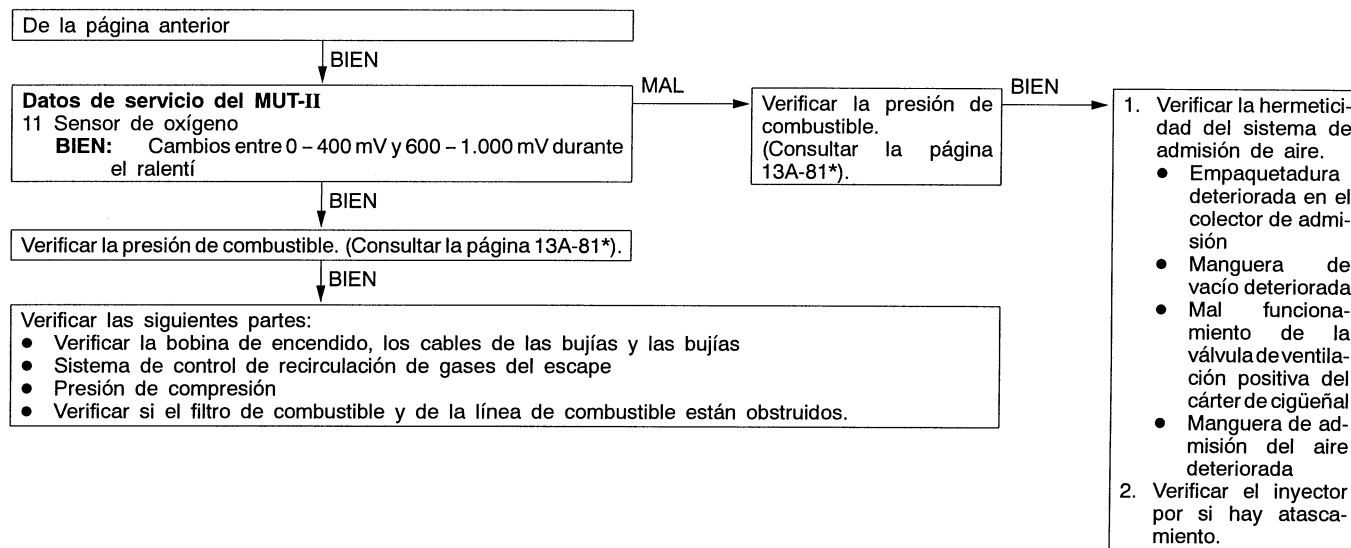 De la página anterior
BIEN
Datos de servicio del MUT-II
11 Sensor de oxígeno
BIEN: Cambios entre 0 – 400 mV y 600 – 1.000 mV durante
el ralentí
MAL
Verificar la presión de
combustible.
(Consultar la página
13A-81*).
BIEN
1. Verificar la hermetici-
dad del sistema de
admisión de aire.
● Empaquetadura
deteriorada en el
colector de admi-
sión
● Manguera de
vacío deteriorada
● Mal funciona-
miento de la
válvula de ventila-
ción positiva del
cárter de cigüeñal
● Manguera de ad-
misión del aire
deteriorada
2. Verificar el inyector
por si hay atasca-
miento.
BIEN
Verificar la presión de combustible. (Consultar la página 13A-81*).
BIEN
Verificar las siguientes partes:
● Verificar la bobina de encendido, los cables de las bujías y las bujías
● Sistema de control de recirculación de gases del escape
● Presión de compresión
● Verificar si el filtro de combustible y de la línea de combustible están obstruidos.